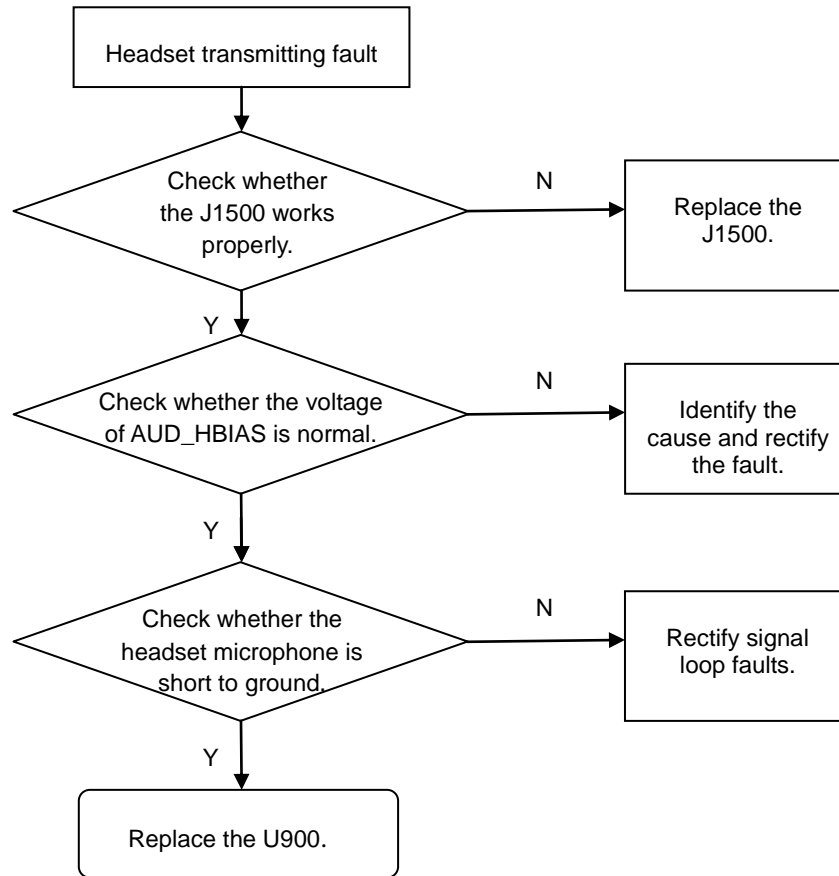 Headset transmitting fault
Check whether
the J1500 works
properly.
N
Replace the
J1500.
Y
Check whether the voltage
of AUD_HBIAS is normal.
N
Identify the
cause and rectify
the fault.
Y
Check whether the
headset microphone is
short to ground.
N
Rectify signal
loop faults.
Y
Replace the U900.